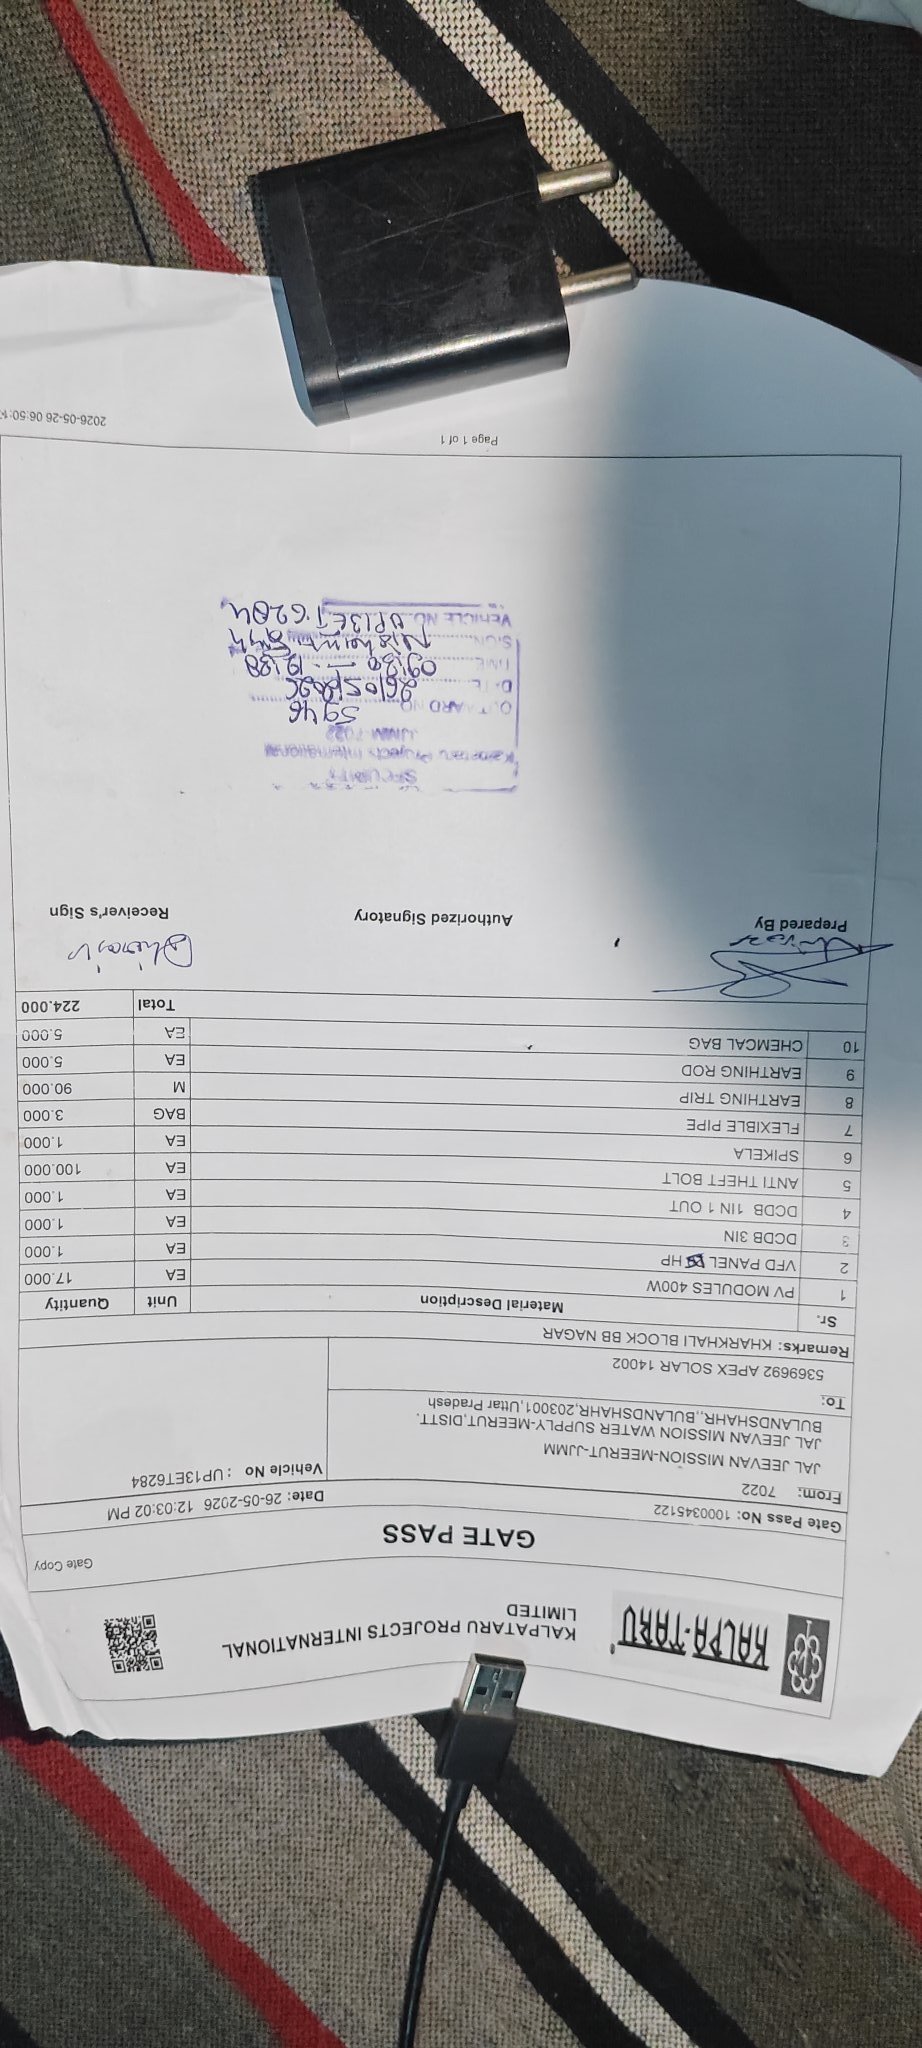 KALPA-TARU®
KALPATARU PROJECTS INTERNATIONAL
LIMITED
Gate Copy
GATE PASS
Gate Pass No: 1000345122
Date: 26-05-2026 12:03:02 PM
From: 7022
JAL JEEVAN MISSION-MEERUT-JJMM
JAL JEEVAN MISSION WATER SUPPLY-MEERUT,DISTT.
BULANDSHAHR,,BULANDSHAHR,203001,Uttar Pradesh
Vehicle No : UP13ET6284
To:
5369692 APEX SOLAR 14002
Remarks: KHARKHALI BLOCK BB NAGAR
Sr. Material Description Unit Quantity
1 PV MODULES 400W EA 17.000
2 VFD PANEL HP EA 1.000
3 DCDB 3IN EA 1.000
4 DCDB 1IN 1 OUT EA 1.000
5 ANTI THEFT BOLT EA 100.000
6 SPIKELA EA 1.000
7 FLEXIBLE PIPE BAG 3.000
8 EARTHING TRIP M 90.000
9 EARTHING ROD EA 5.000
10 CHEMCAL BAG EA 5.000
Total 224.000
Prepared By
Authorized Signatory
Receiver's Sign
SECURITY
Kalpataru Projects International
JJMM 7022
OUTWARD NO. 5946
DATE 26/05/2026
TIME
SIGN
VEHICLE NO. UP13ET6284
Page 1 of 1
2026-05-26 06:50: